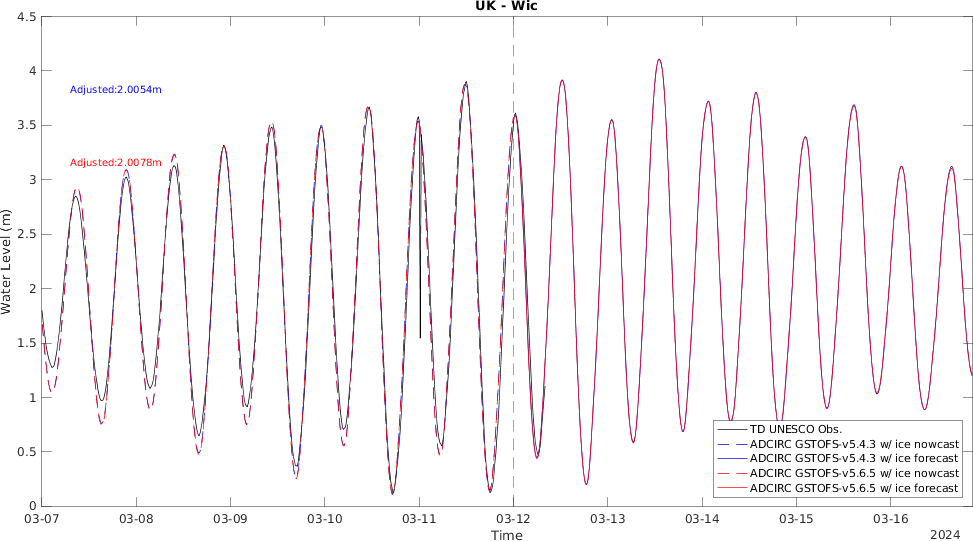 UK - Wic
4.5
4
3.5
3
2.5
2
1.5
1
0.5
0
Water Level (m)
Adjusted:2.0054m
Adjusted:2.0078m
TD UNESCO Obs.
ADCIRC GSTOFS-v5.4.3 w/ ice nowcast
ADCIRC GSTOFS-v5.4.3 w/ ice forecast
ADCIRC GSTOFS-v5.6.5 w/ ice nowcast
ADCIRC GSTOFS-v5.6.5 w/ ice forecast
03-07 03-08 03-09 03-10 03-11 03-12 03-13 03-14 03-15 03-16
Time
2024